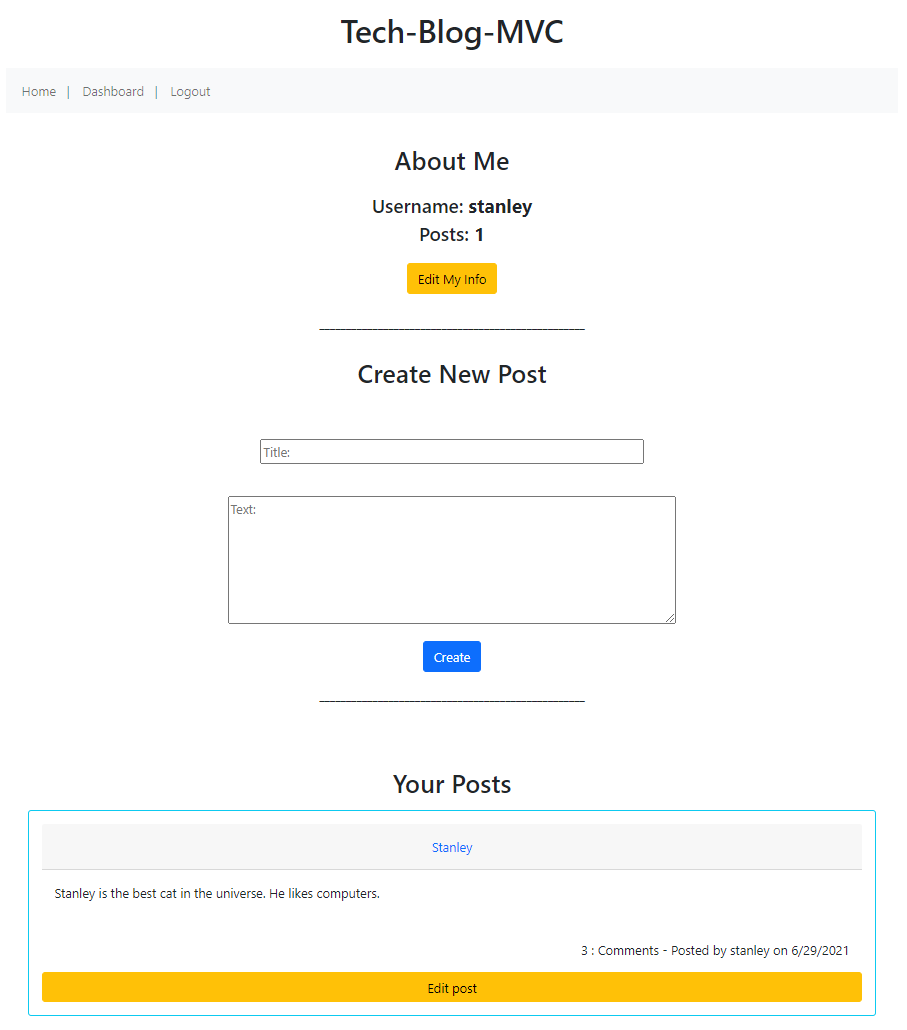 Tech-Blog-MVC
Home | Dashboard | Logout
About Me
Username: stanley
Posts: 1
Edit My Info
Create New Post
Title:
Text:
Create
Your Posts
Stanley
Stanley is the best cat in the universe. He likes computers.
3 : Comments - Posted by stanley on 6/29/2021
Edit post